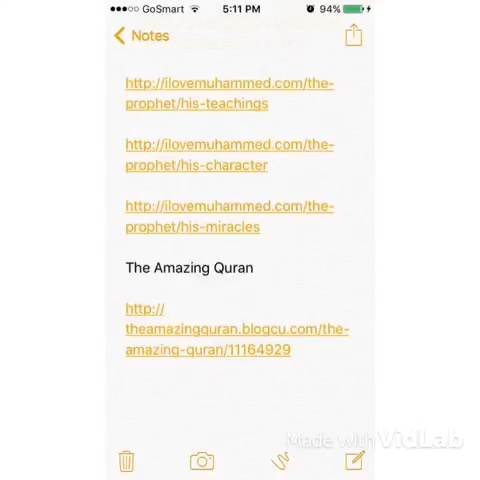 GoSmart 5:11 PM 94%
Notes
http://ilovemuhammed.com/the-
prophet/his-teachings
http://ilovemuhammed.com/the-
prophet/his-character
http://ilovemuhammed.com/the-
prophet/his-miracles
The Amazing Quran
http://
theamazingquran.blogcu.com/the-
amazing-quran/11164929
Made with VidLab